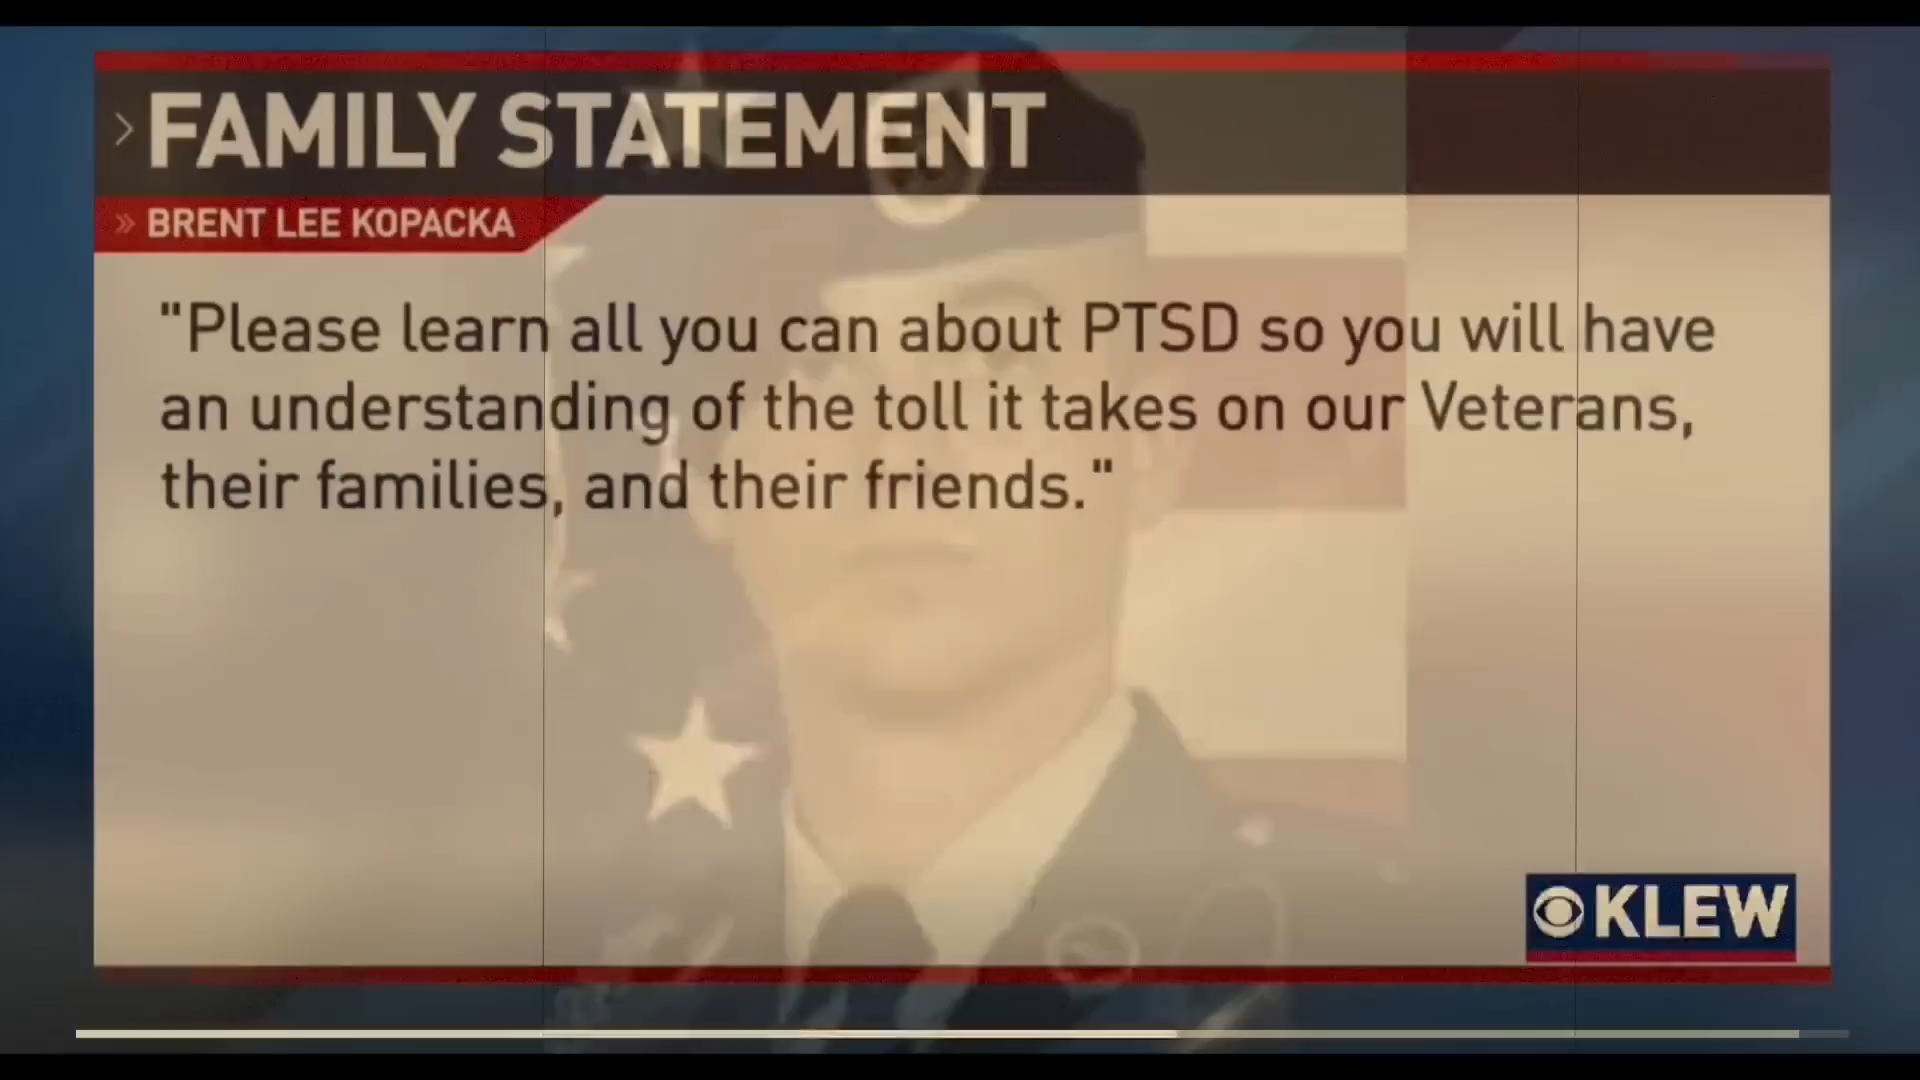 FAMILY STATEMENT
BRENT LEE KOPACKA
"Please learn all you can about PTSD so you will have
an understanding of the toll it takes on our Veterans,
their families, and their friends."
KLEW